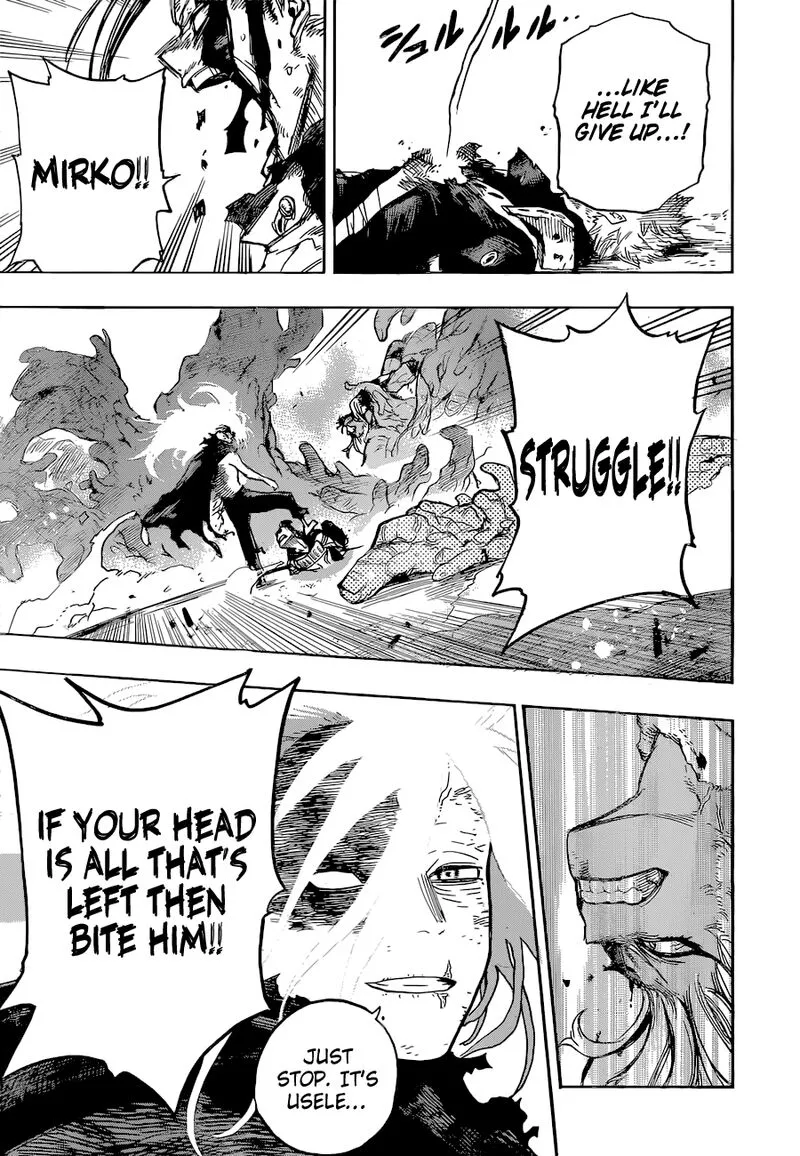 シュルルル‥
...LIKE
HELL I'LL
GIVE UP...!
MIRKO!!
STRUGGLE!!
JUST
STOP. IT'S
USELE...
IF YOUR HEAD
IS ALL THAT'S
LEFT THEN
BITE HIM!!